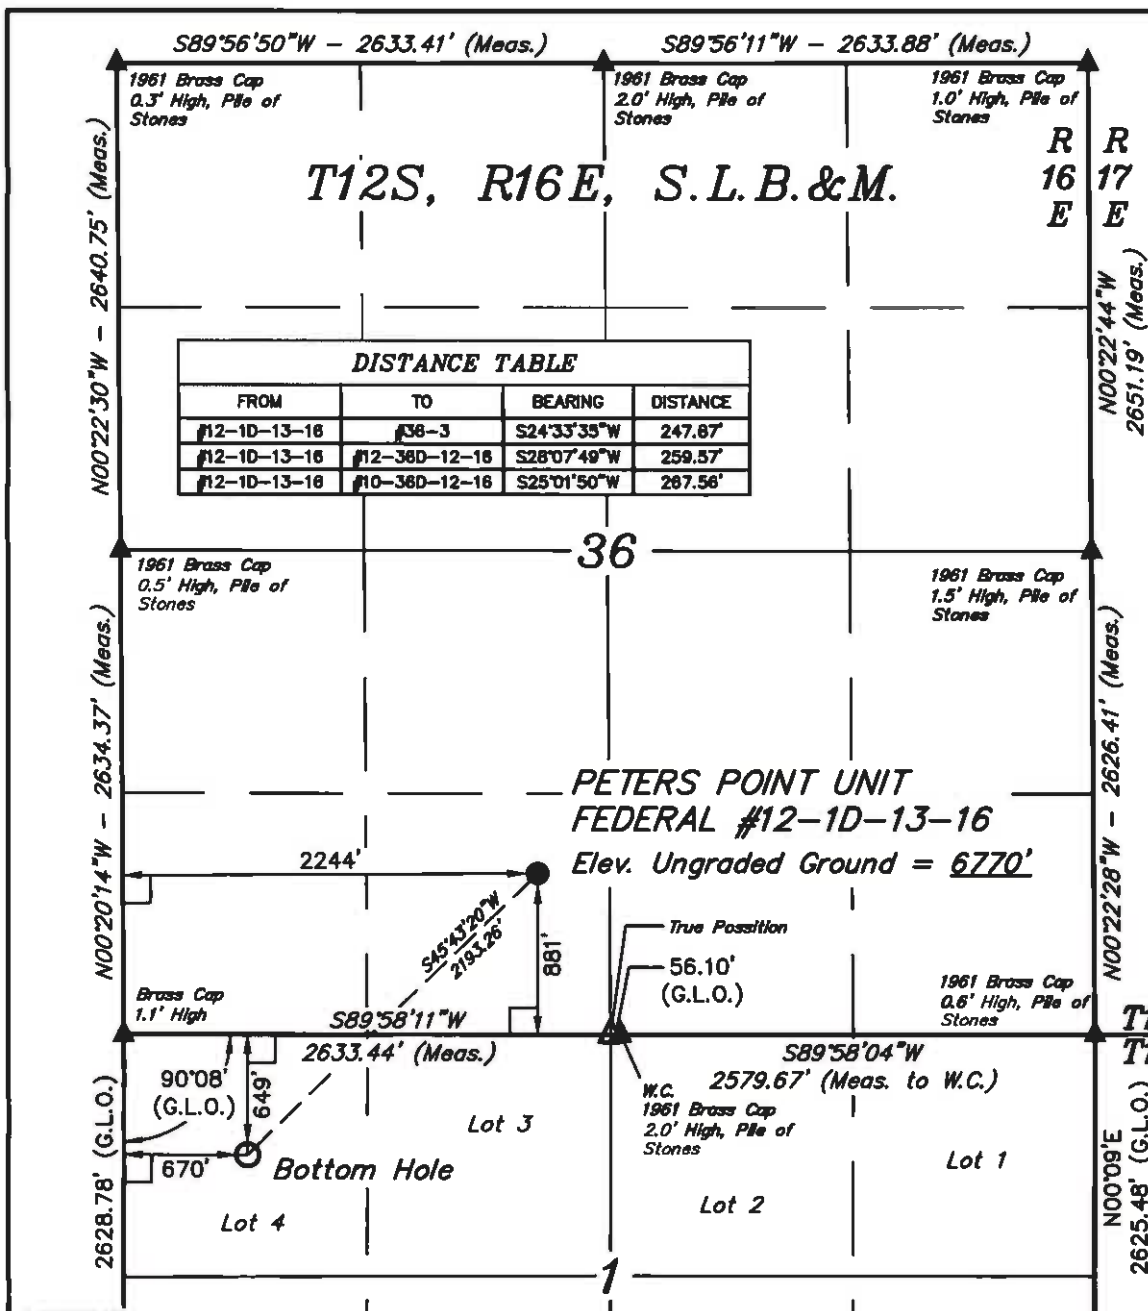 S89°56'50"W - 2633.41' (Meas.)
S89°56'11"W - 2633.88' (Meas.)
1961 Brass Cap
0.3' High, Pile of
Stones
1961 Brass Cap
2.0' High, Pile of
Stones
1961 Brass Cap
1.0' High, Pile of
Stones
R R
16 17
E E
T12S, R16E, S.L.B.&M.
N00°22'30"W - 2640.75' (Meas.)
N00°22'44"W
2651.19' (Meas.)
DISTANCE TABLE
FROM TO BEARING DISTANCE
#12-1D-13-16 #36-3 S24°33'35"W 247.87'
#12-1D-13-16 #12-36D-12-16 S26°07'49"W 259.57'
#12-1D-13-16 #10-36D-12-16 S25°01'50"W 267.56'
36
1961 Brass Cap
0.5' High, Pile of
Stones
1961 Brass Cap
1.5' High, Pile of
Stones
N00°20'14"W - 2634.37' (Meas.)
N00°22'28"W - 2626.41' (Meas.)
PETERS POINT UNIT
FEDERAL #12-1D-13-16
Elev. Ungraded Ground = 6770'
2244'
S45°43'20"W
2193.26'
881'
True Possition
56.10'
(G.L.O.)
Brass Cap
1.1' High
1961 Brass Cap
0.6' High, Pile of
Stones
S89°58'11"W
2633.44' (Meas.)
S89°58'04"W
2579.67' (Meas. to W.C.)
W.C.
1961 Brass Cap
2.0' High, Pile of
Stones
90°08'
(G.L.O.)
649'
670'
Bottom Hole
2628.78' (G.L.O.)
N00°09'E
2625.48' (G.L.O.)
Lot 3
Lot 1
Lot 2
Lot 4
1